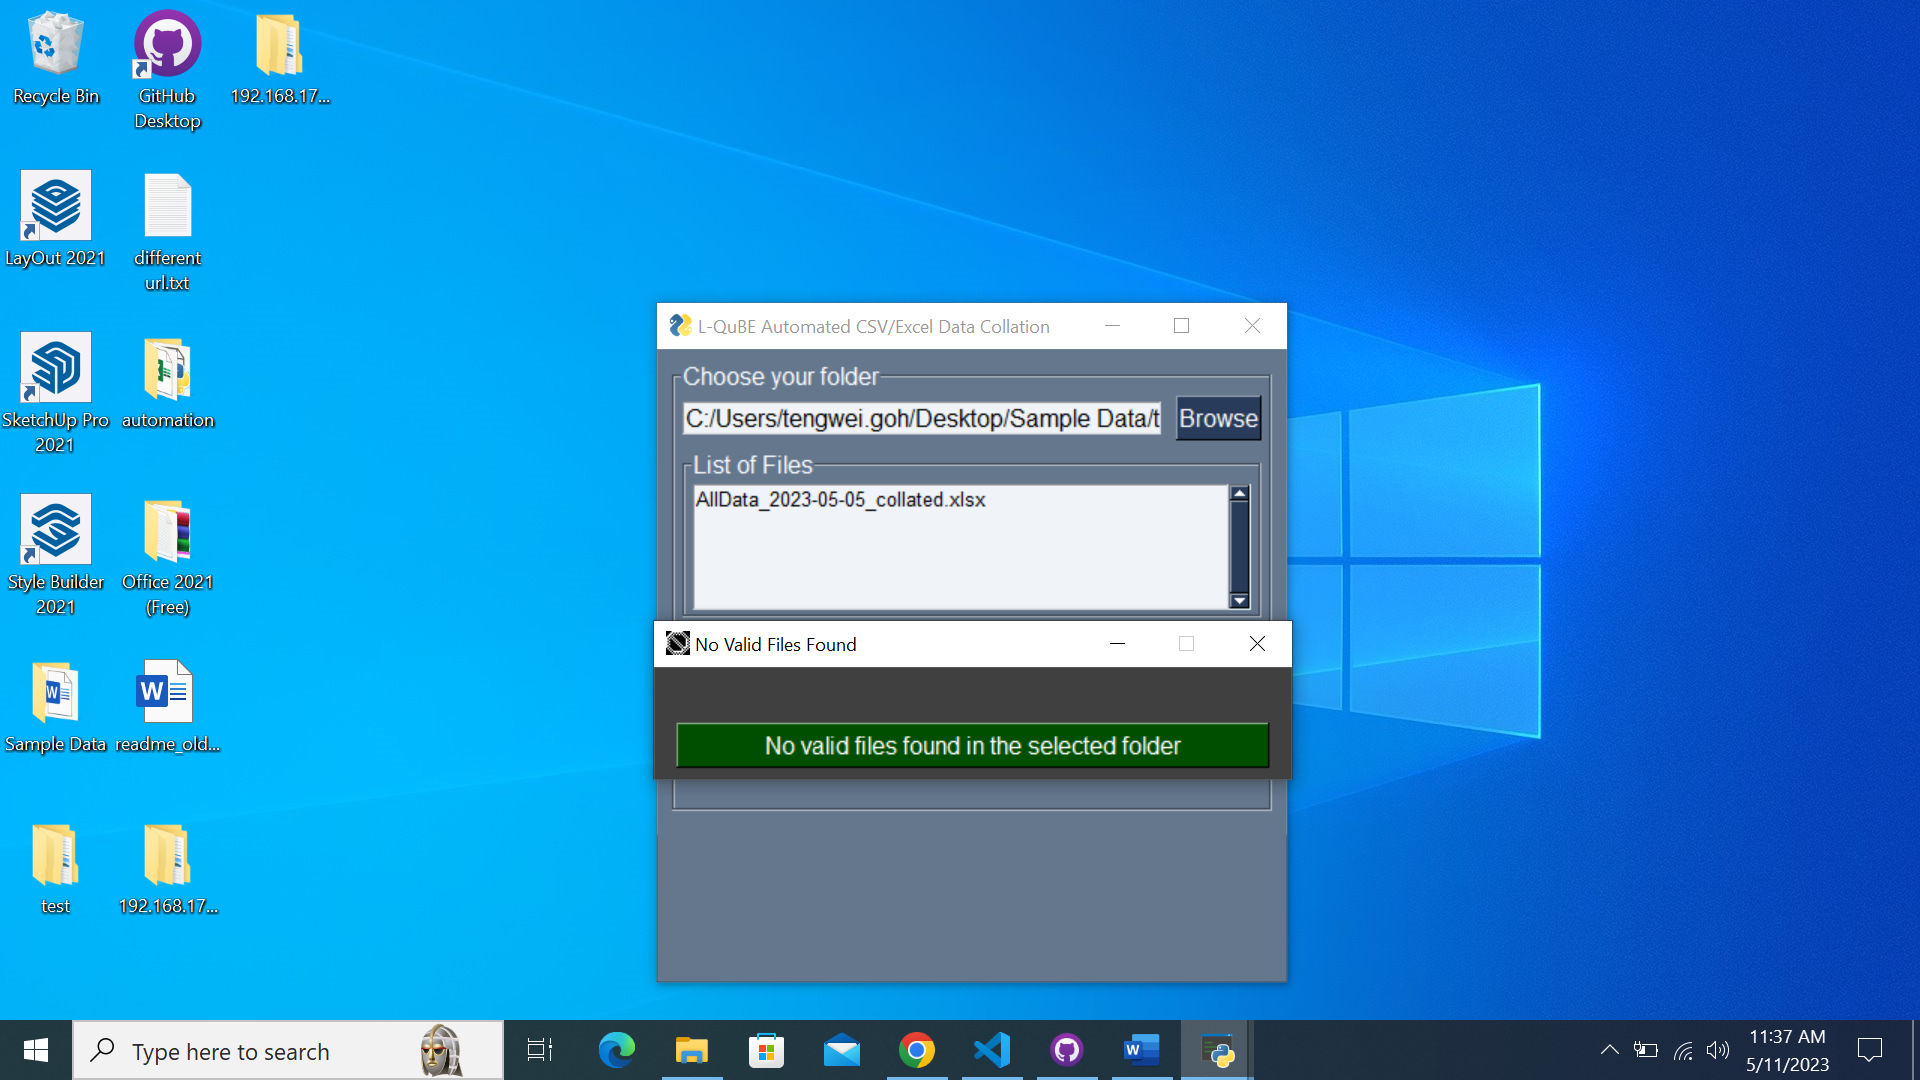 Recycle Bin
GitHub
Desktop
192.168.17...
LayOut 2021
different
url.txt
SketchUp Pro
2021
automation
Style Builder
2021
Office 2021
(Free)
Sample Data
readme_old...
test
192.168.17...
L-QuBE Automated CSV/Excel Data Collation
Choose your folder
C:/Users/tengwei.goh/Desktop/Sample Data/t
Browse
List of Files
AllData_2023-05-05_collated.xlsx
No Valid Files Found
No valid files found in the selected folder
Type here to search
11:37 AM
5/11/2023